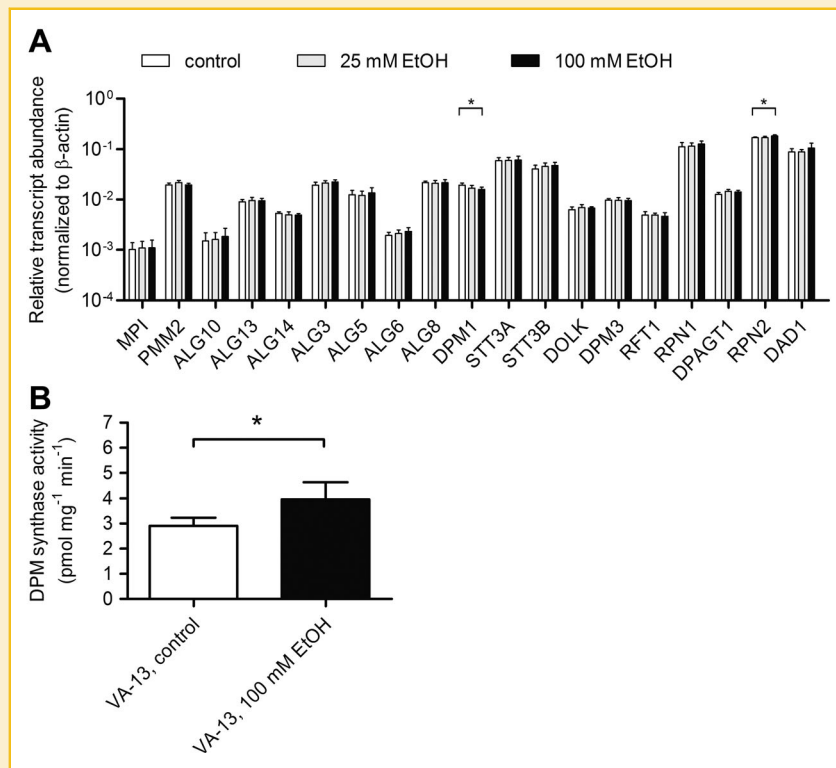 A
control 25 mM EtOH 100 mM EtOH
Relative transcript abundance
(normalized to β-actin)
10⁰
10⁻¹
10⁻²
10⁻³
10⁻⁴
* *
MPI PMM2 ALG10 ALG13 ALG14 ALG3 ALG5 ALG6 ALG8 DPM1 STT3A STT3B DOLK DPM3 RFT1 RPN1 DPAGT1 RPN2 DAD1
B
DPM synthase activity
(pmol mg⁻¹ min⁻¹)
7
6
5
4
3
2
1
0
*
VA-13, control
VA-13, 100 mM EtOH